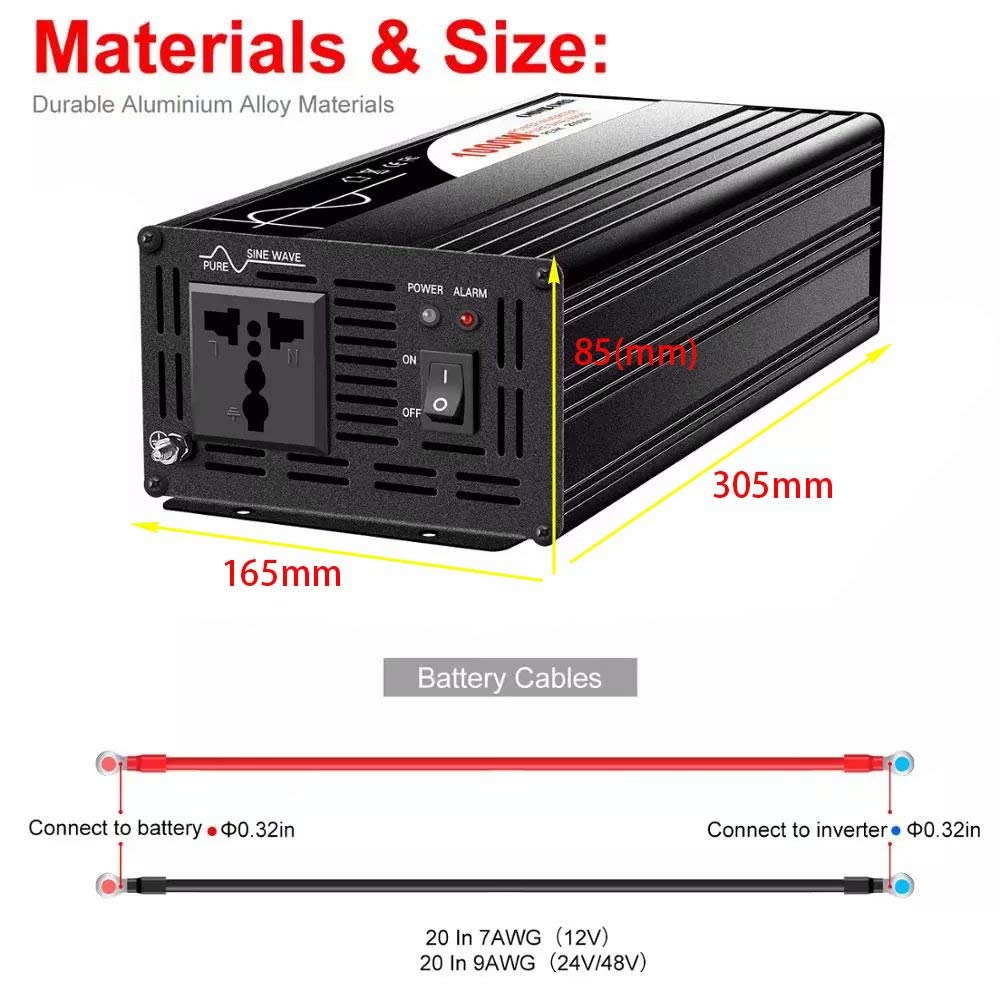 Materials & Size:
Durable Aluminium Alloy Materials
1000W
PURE SINE WAVE
POWER ALARM
ON
OFF
L
N
85(mm)
305mm
165mm
Battery Cables
Connect to battery ● Φ0.32in
Connect to inverter ● Φ0.32in
20 In 7AWG（12V）
20 In 9AWG（24V/48V）